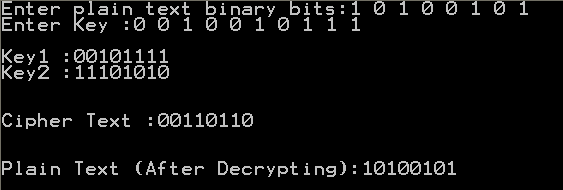 Enter plain text binary bits:1 0 1 0 0 1 0 1
Enter Key :0 0 1 0 0 1 0 1 1 1
Key1 :00101111
Key2 :11101010
Cipher Text :00110110
Plain Text (After Decrypting):10100101